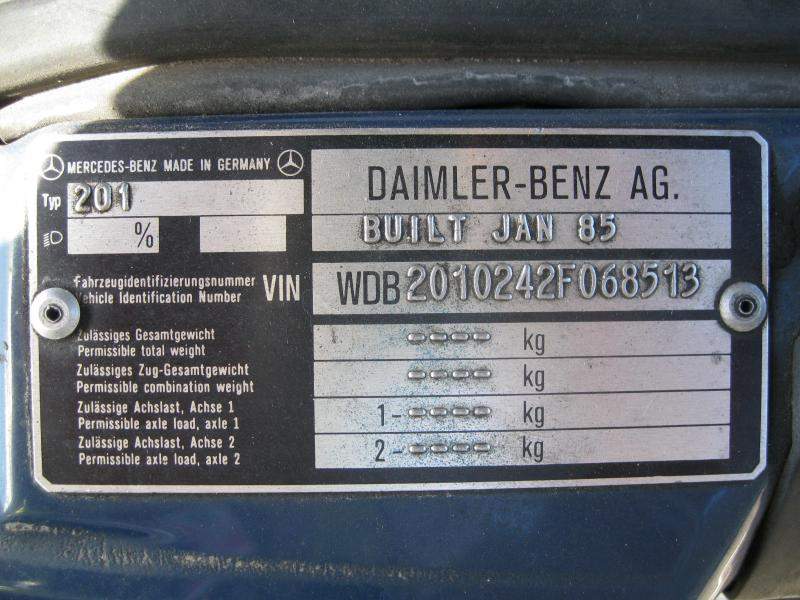 MERCEDES-BENZ MADE IN GERMANY
DAIMLER-BENZ AG.
Typ 201
BUILT JAN 85
%
Fahrzeugidentifizierungsnummer
Vehicle Identification Number
VIN WDB 2010242F068513
Zulässiges Gesamtgewicht
Permissible total weight
---- kg
Zulässiges Zug-Gesamtgewicht
Permissible combination weight
---- kg
Zulässige Achslast, Achse 1
Permissible axle load, axle 1
1- ---- kg
Zulässige Achslast, Achse 2
Permissible axle load, axle 2
2- ---- kg